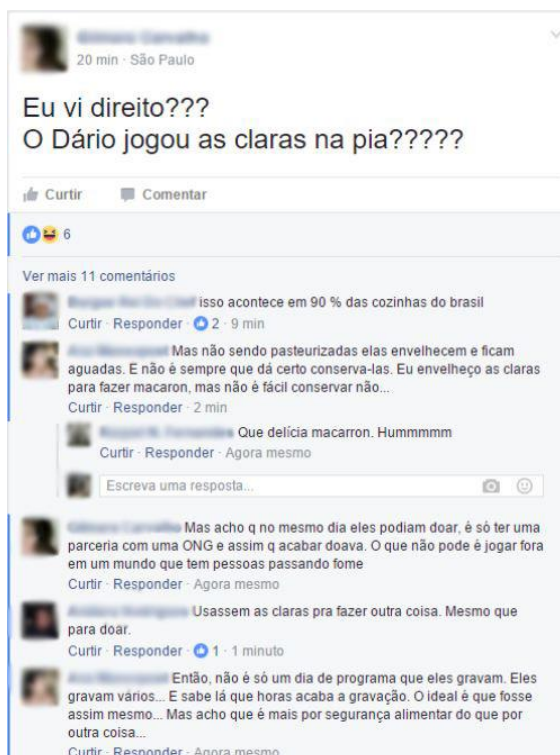 20 min · São Paulo
Eu vi direito???
O Dário jogou as claras na pia?????
Curtir Comentar
6
Ver mais 11 comentários
isso acontece em 90 % das cozinhas do brasil
Curtir · Responder · 2 · 9 min
Mas não sendo pasteurizadas elas envelhecem e ficam
aguadas. E não é sempre que dá certo conserva-las. Eu envelheço as claras
para fazer macaron, mas não é fácil conservar não...
Curtir · Responder · 2 min
Que delícia macarron. Hummmmm
Curtir · Responder · Agora mesmo
Escreva uma resposta...
Mas acho q no mesmo dia eles podiam doar, é só ter uma
parceria com uma ONG e assim q acabar doava. O que não pode é jogar fora
em um mundo que tem pessoas passando fome
Curtir · Responder · Agora mesmo
Usassem as claras pra fazer outra coisa. Mesmo que
para doar.
Curtir · Responder · 1 · 1 minuto
Então, não é só um dia de programa que eles gravam. Eles
gravam vários... E sabe lá que horas acaba a gravação. O ideal é que fosse
assim mesmo... Mas acho que é mais por segurança alimentar do que por
outra coisa...
Curtir · Responder · Agora mesmo